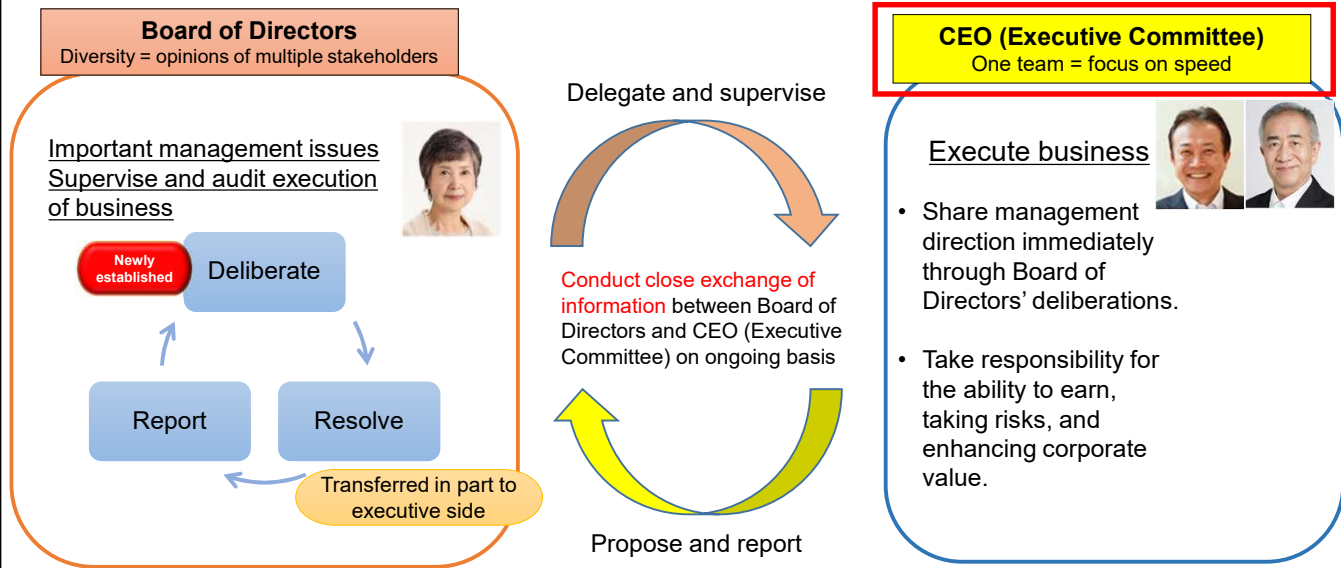 Board of Directors
Diversity = opinions of multiple stakeholders
Important management issues
Supervise and audit execution
of business
Newly
established
Deliberate
Report
Resolve
Transferred in part to
executive side
Delegate and supervise
Conduct close exchange of
information between Board of
Directors and CEO (Executive
Committee) on ongoing basis
Propose and report
CEO (Executive Committee)
One team = focus on speed
Execute business
• Share management
direction immediately
through Board of
Directors’ deliberations.
• Take responsibility for
the ability to earn,
taking risks, and
enhancing corporate
value.